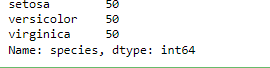 setosa 50
versicolor 50
virginica 50
Name: species, dtype: int64